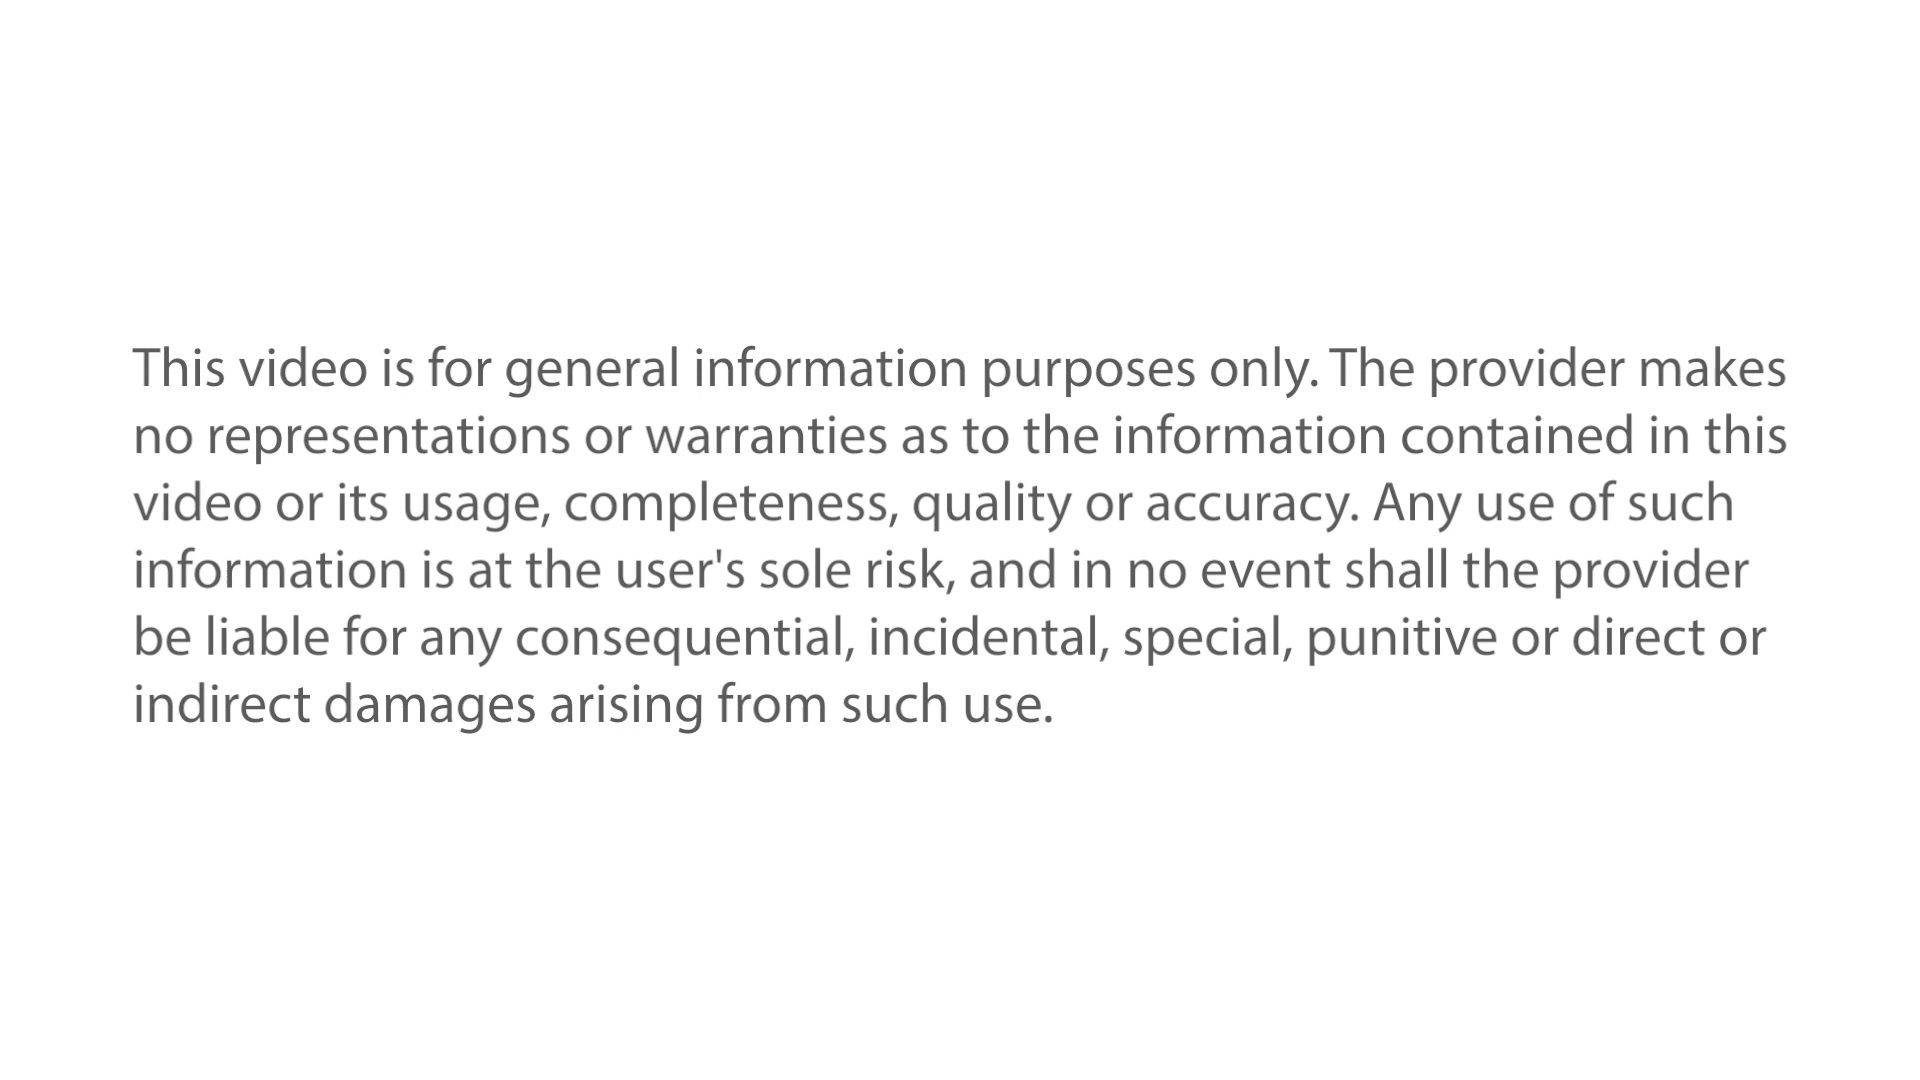 This video is for general information purposes only. The provider makes
no representations or warranties as to the information contained in this
video or its usage, completeness, quality or accuracy. Any use of such
information is at the user's sole risk, and in no event shall the provider
be liable for any consequential, incidental, special, punitive or direct or
indirect damages arising from such use.